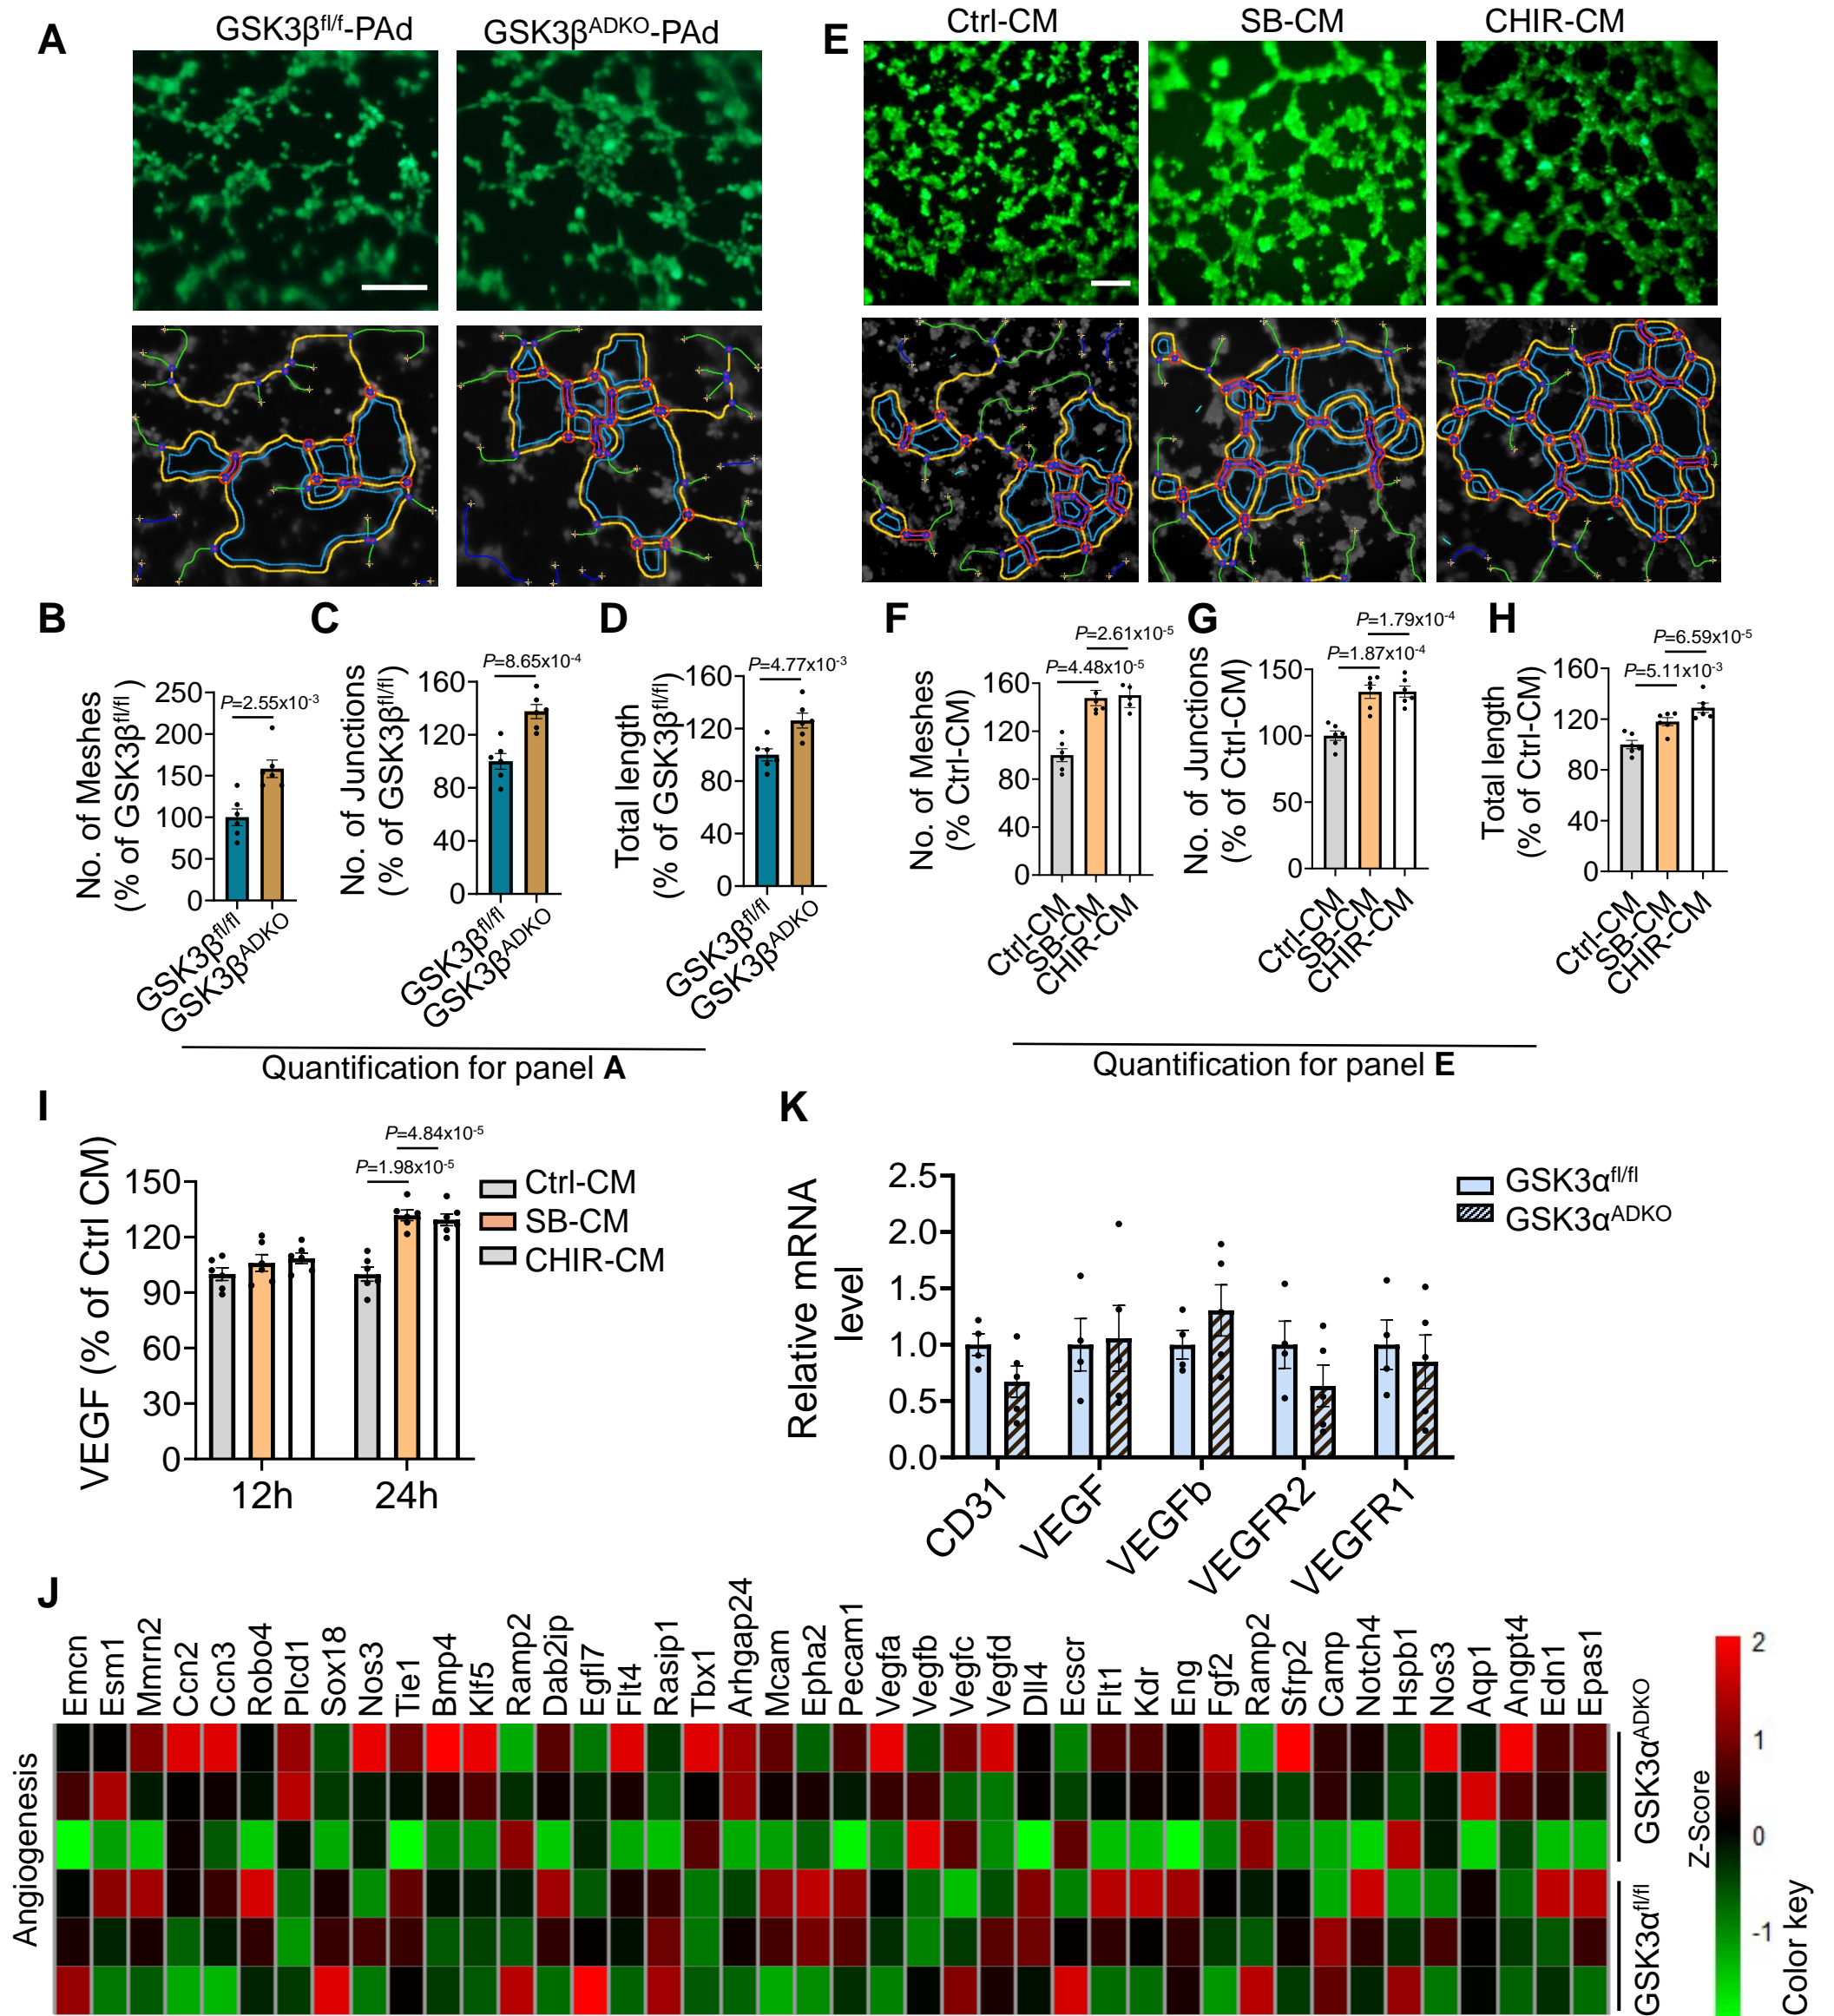 A
GSK3βfl/f-PAd
GSK3βADKO-PAd
E
Ctrl-CM
SB-CM
CHIR-CM
B
No. of Meshes
(% of GSK3βfl/fl )
250
200
150
100
50
0
P=2.55x10-3
GSK3βfl/fl
GSK3βADKO
C
No. of Junctions
(% of GSK3βfl/fl)
160
120
80
40
0
P=8.65x10-4
GSK3βfl/fl
GSK3βADKO
D
Total length
(% of GSK3βfl/fl)
160
120
80
40
0
P=4.77x10-3
GSK3βfl/fl
GSK3βADKO
Quantification for panel A
F
No. of Meshes
(% Ctrl-CM)
160
120
80
40
0
P=2.61x10-5
P=4.48x10-5
Ctrl-CM
SB-CM
CHIR-CM
G
No. of Junctions
(% of Ctrl-CM)
150
100
50
0
P=1.79x10-4
P=1.87x10-4
Ctrl-CM
SB-CM
CHIR-CM
H
Total length
(% of Ctrl-CM)
160
120
80
40
0
P=6.59x10-5
P=5.11x10-3
Ctrl-CM
SB-CM
CHIR-CM
Quantification for panel E
I
VEGF (% of Ctrl CM)
150
120
90
60
30
0
P=4.84x10-5
P=1.98x10-5
12h
24h
Ctrl-CM
SB-CM
CHIR-CM
K
Relative mRNA
level
2.5
2.0
1.5
1.0
0.5
0.0
CD31
VEGF
VEGFb
VEGFR2
VEGFR1
GSK3αfl/fl
GSK3αADKO
J
Angiogenesis
Emcn
Esm1
Mmrn2
Ccn2
Ccn3
Robo4
Plcd1
Sox18
Nos3
Tie1
Bmp4
Klf5
Ramp2
Dab2ip
Egfl7
Flt4
Rasip1
Tbx1
Arhgap24
Mcam
Epha2
Pecam1
Vegfa
Vegfb
Vegfc
Vegfd
Dll4
Ecscr
Flt1
Kdr
Eng
Fgf2
Ramp2
Sfrp2
Camp
Notch4
Hspb1
Nos3
Aqp1
Angpt4
Edn1
Epas1
GSK3αADKO
GSK3αfl/fl
Z-Score
2
1
0
-1
Color key